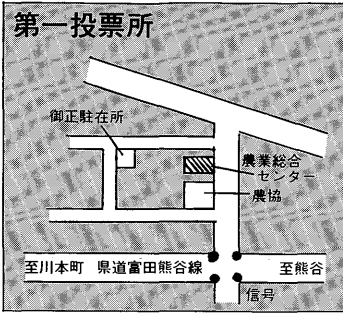 第一投票所
御正駐在所
農業総合
センター
農協
至川本町 県道富田熊谷線 至熊谷
信号